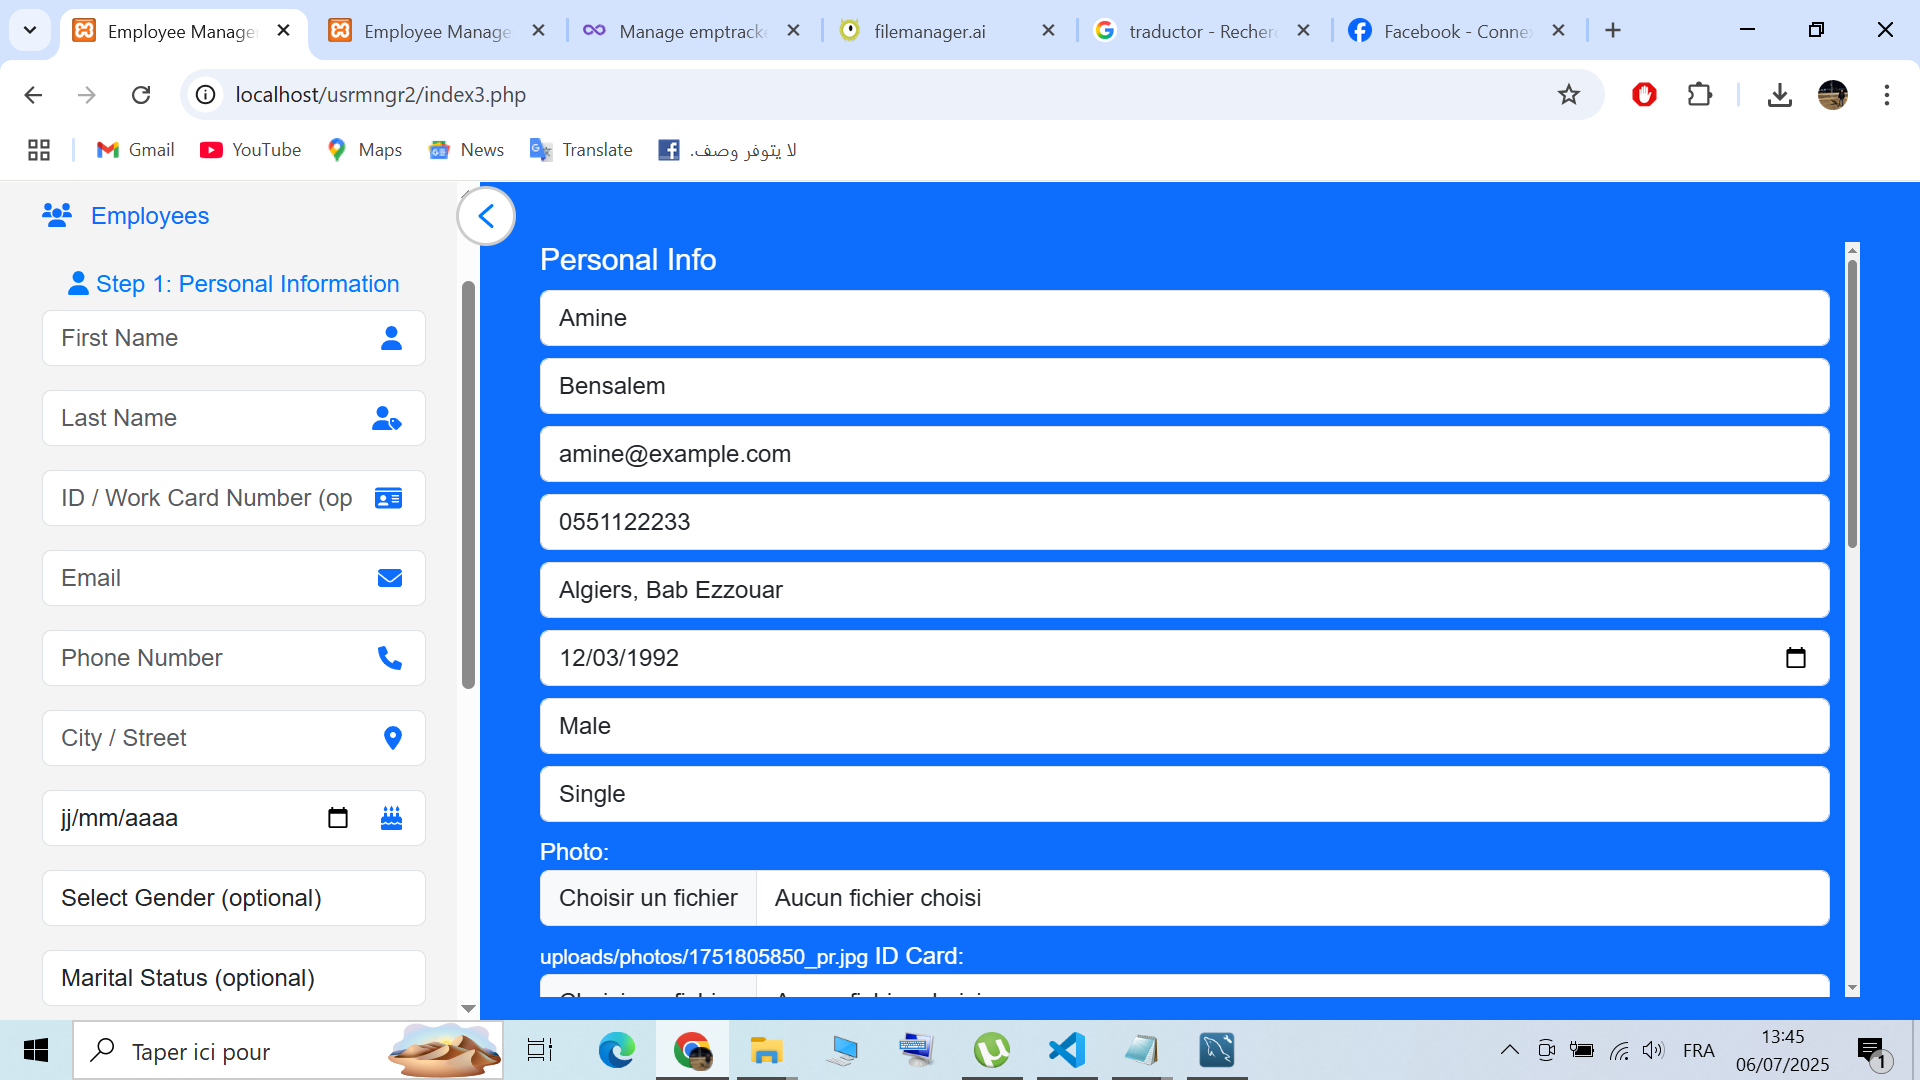 Employee Manage
Employee Manage
Manage emptrack
filemanager.ai
traductor - Recher
Facebook - Conne
localhost/usrmngr2/index3.php
Gmail
YouTube
Maps
News
Translate
لا يتوفر وصف.
Employees
Step 1: Personal Information
First Name
Last Name
ID / Work Card Number (op
Email
Phone Number
City / Street
jj/mm/aaaa
Select Gender (optional)
Marital Status (optional)
Personal Info
Amine
Bensalem
amine@example.com
0551122233
Algiers, Bab Ezzouar
12/03/1992
Male
Single
Photo:
Choisir un fichier Aucun fichier choisi
uploads/photos/1751805850_pr.jpg ID Card:
Taper ici pour
FRA
13:45
06/07/2025
1